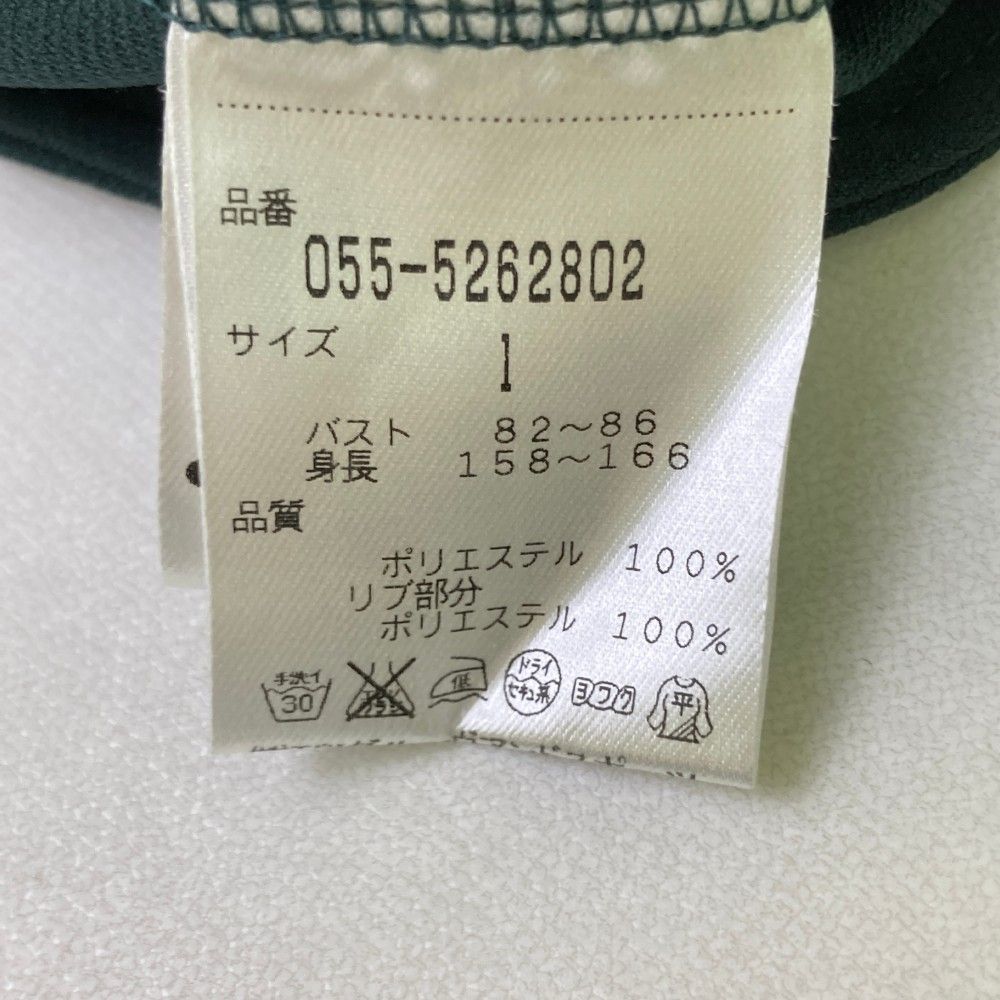 品番
055-5262802
サイズ 1
バスト 82〜86
身長 158〜166
品質
ポリエステル 100%
リブ部分
ポリエステル 100%
手洗イ 30 低 ドライ セキユ系 ヨワク 平